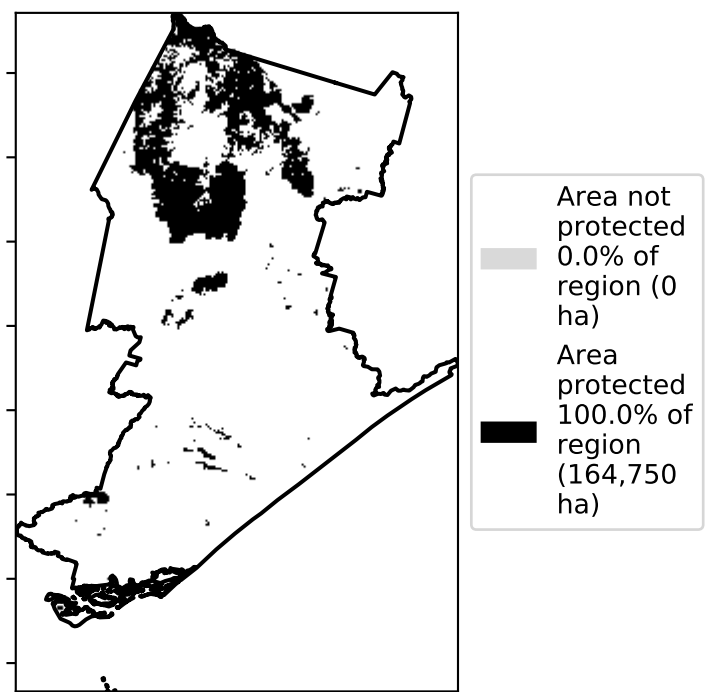 Area not
protected
0.0% of
region (0
ha)
Area
protected
100.0% of
region
(164,750
ha)